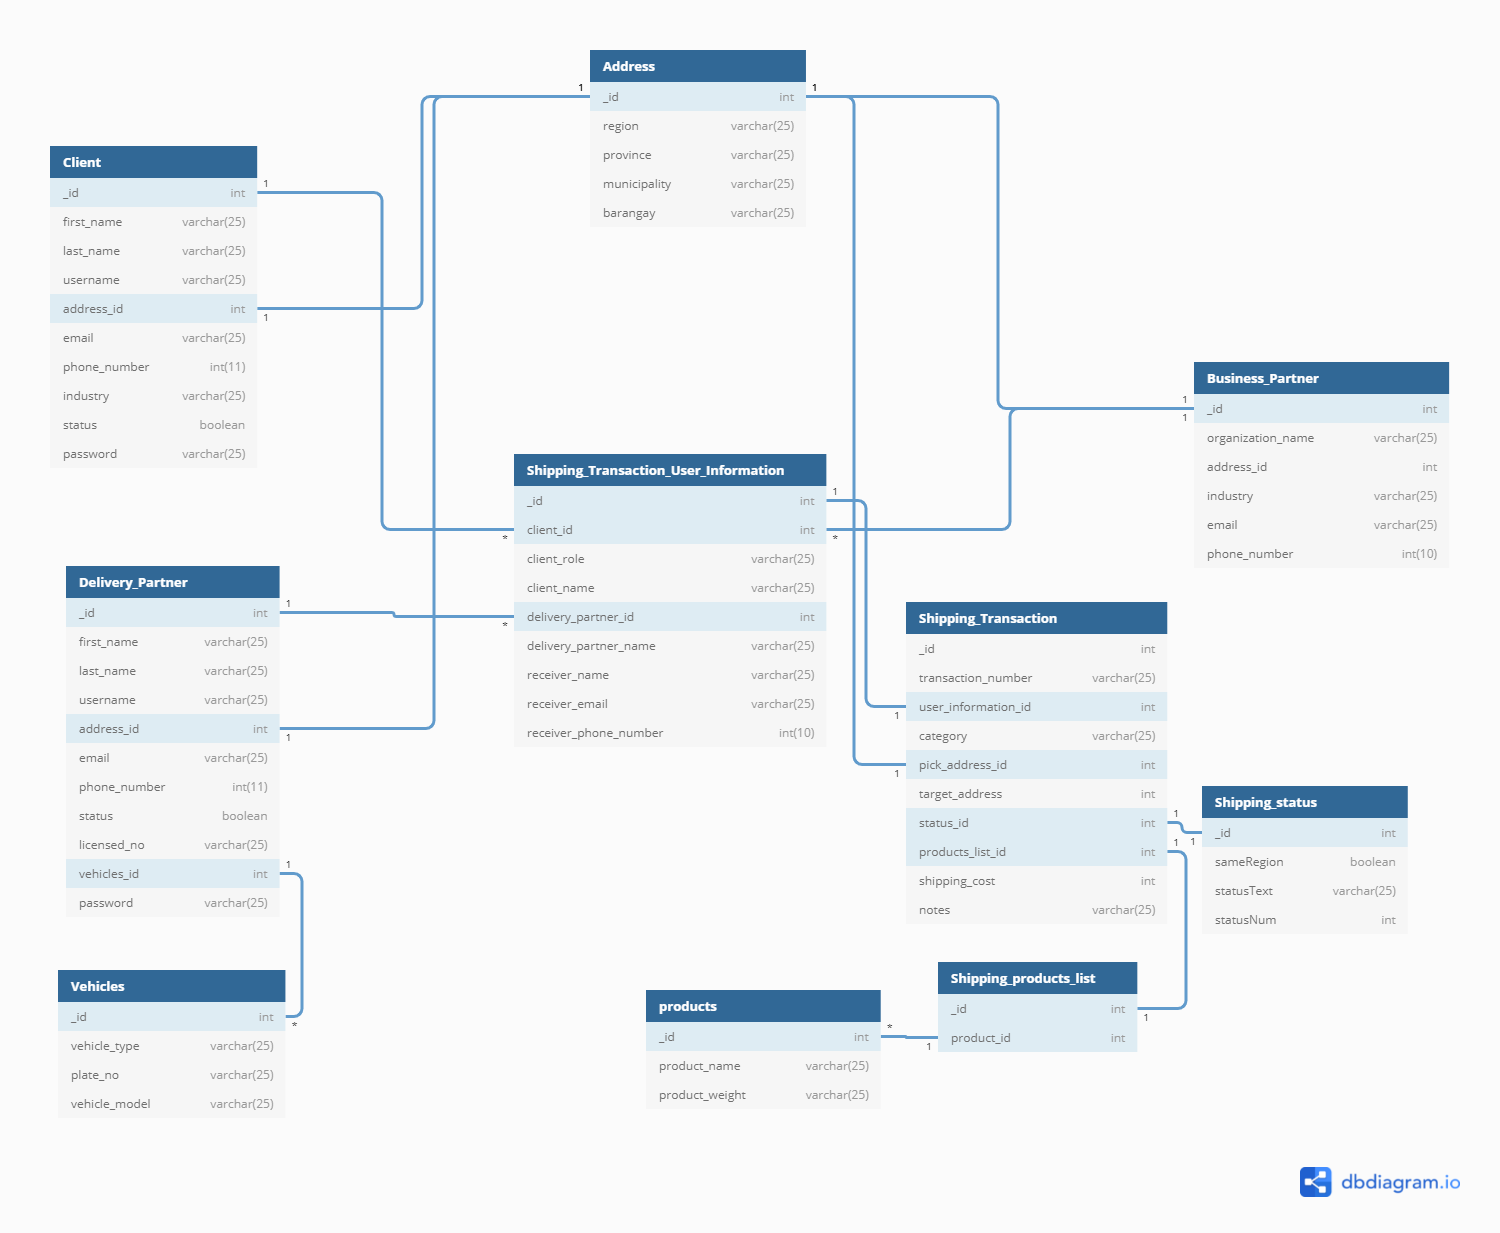 Address
1 _id int 1
region varchar(25)
province varchar(25)
municipality varchar(25)
barangay varchar(25)
Client
_id int 1
first_name varchar(25)
last_name varchar(25)
username varchar(25)
address_id int 1
email varchar(25)
phone_number int(11)
industry varchar(25)
status boolean
password varchar(25)
Business_Partner
1 _id int
1
organization_name varchar(25)
address_id int
industry varchar(25)
email varchar(25)
phone_number int(10)
Shipping_Transaction_User_Information
_id int 1
* client_id int *
client_role varchar(25)
client_name varchar(25)
* delivery_partner_id int
delivery_partner_name varchar(25)
receiver_name varchar(25)
receiver_email varchar(25)
receiver_phone_number int(10)
Delivery_Partner
_id int 1
first_name varchar(25)
last_name varchar(25)
username varchar(25)
address_id int 1
email varchar(25)
phone_number int(11)
status boolean
licensed_no varchar(25)
vehicles_id int 1
password varchar(25)
Shipping_Transaction
_id int
transaction_number varchar(25)
1 user_information_id int
category varchar(25)
1 pick_address_id int
target_address int
status_id int 1
products_list_id int 1
shipping_cost int
notes varchar(25)
Shipping_status
1 _id int
sameRegion boolean
statusText varchar(25)
statusNum int
Vehicles
_id int *
vehicle_type varchar(25)
plate_no varchar(25)
vehicle_model varchar(25)
products
_id int *
product_name varchar(25)
product_weight varchar(25)
Shipping_products_list
_id int 1
1 product_id int
dbdiagram.io